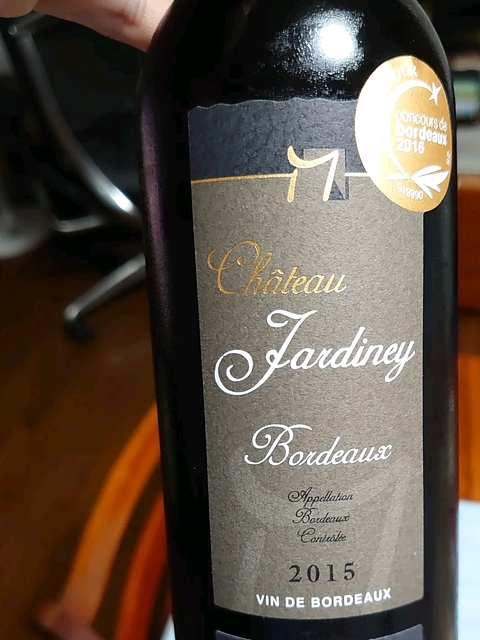 concours de
bordeaux
2016
Château
Jardiney
Bordeaux
Appellation
Bordeaux
Contrôlée
2015
VIN DE BORDEAUX